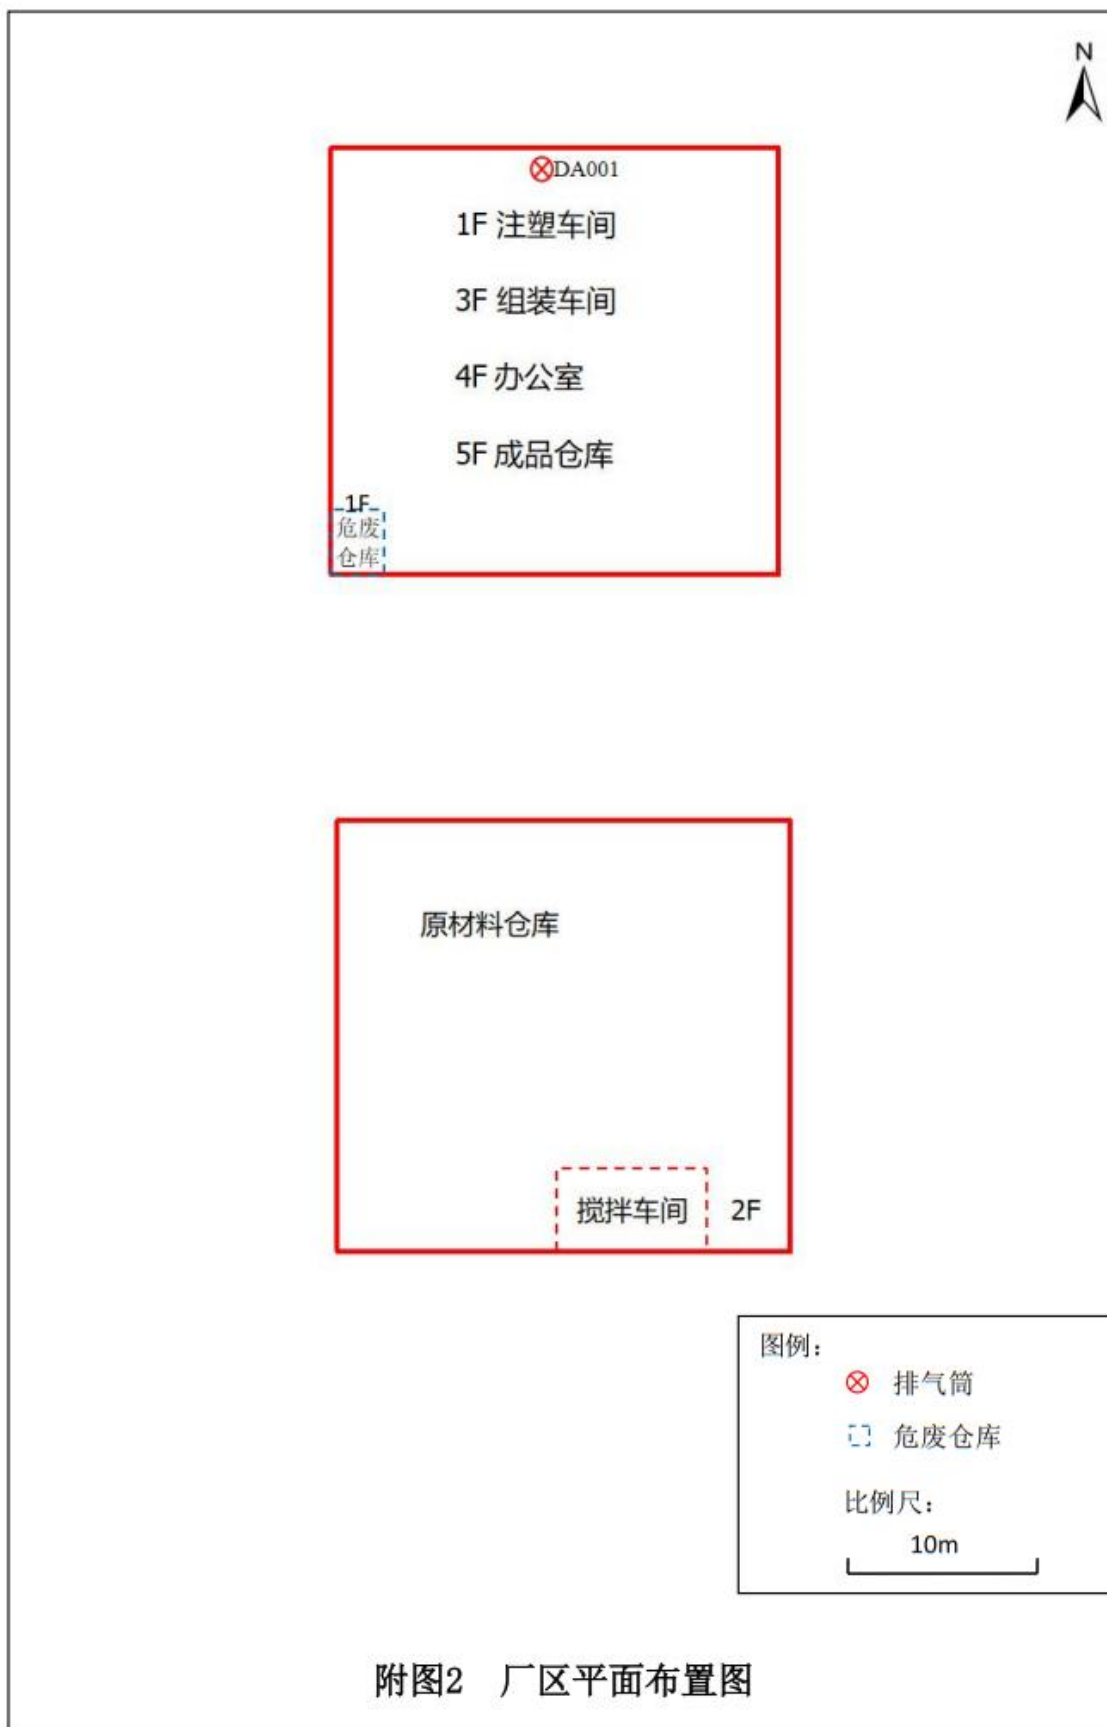 N
DA001
1F 注塑车间
3F 组装车间
4F 办公室
5F 成品仓库
1F
危废
仓库
原材料仓库
搅拌车间 2F
图例：
排气筒
危废仓库
比例尺：
10m
附图2 厂区平面布置图